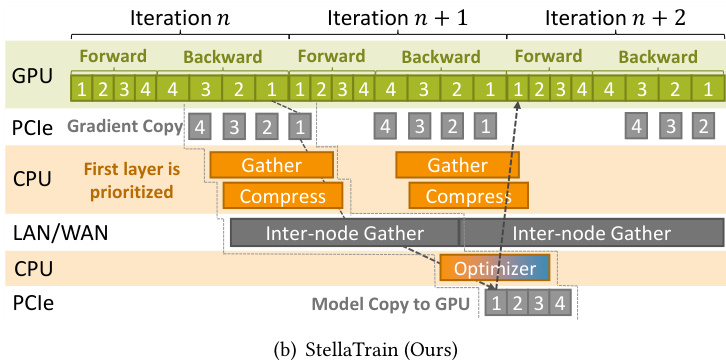 Iteration n Iteration n + 1 Iteration n + 2
Forward Backward Forward Backward Forward Backward
GPU 1 2 3 4 4 3 2 1 1 2 3 4 4 3 2 1 1 2 3 4 4 3 2 1
PCIe Gradient Copy 4 3 2 1 4 3 2 1 4 3 2
CPU First layer is prioritized Gather Gather
Compress Compress
LAN/WAN Inter-node Gather Inter-node Gather
CPU Optimizer
PCIe Model Copy to GPU 1 2 3 4
(b) StellaTrain (Ours)